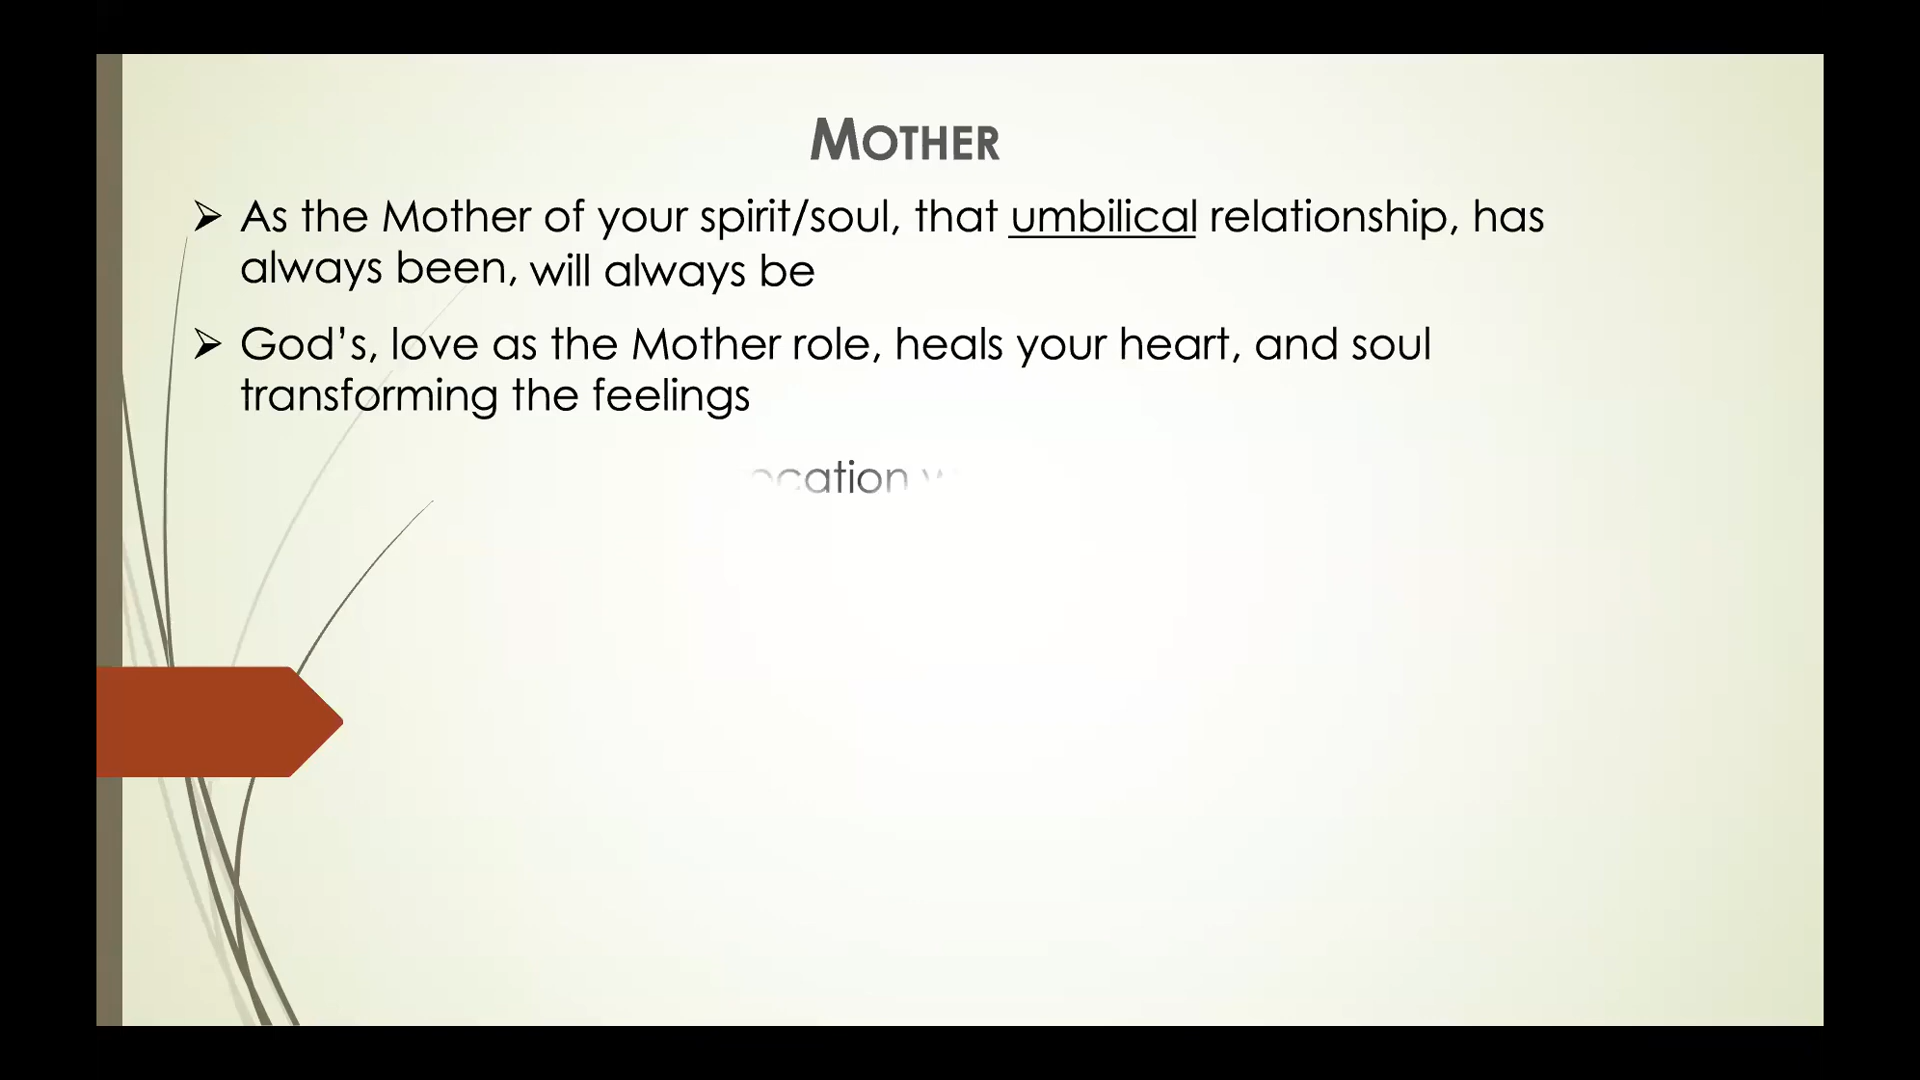 MOTHER
➢ As the Mother of your spirit/soul, that umbilical relationship, has
always been, will always be
➢ God's, love as the Mother role, heals your heart, and soul
transforming the feelings